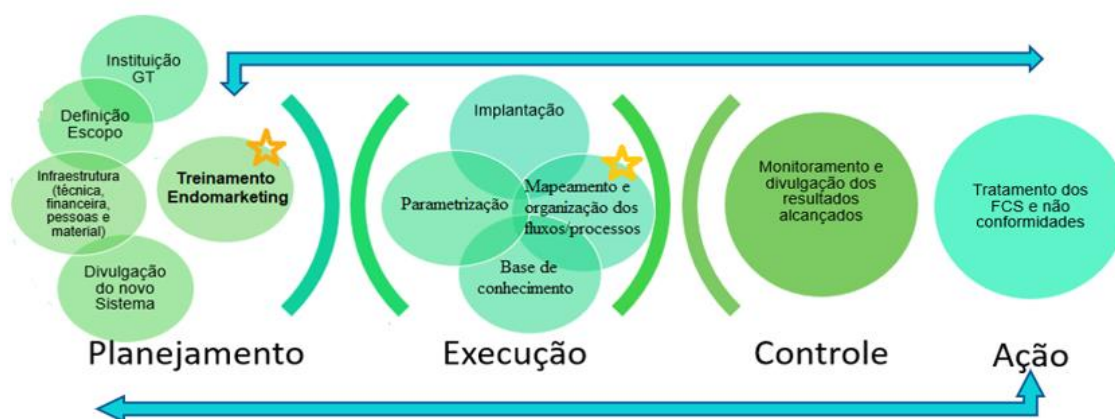 Instituição
GT
Definição
Escopo
Infraestrutura
(técnica,
financeira,
pessoas e
material)
Divulgação
do novo
Sistema
Treinamento
Endomarketing
Implantação
Parametrização
Mapeamento e
organização dos
fluxos/processos
Base de
conhecimento
Monitoramento e
divulgação dos
resultados
alcançados
Tratamento dos
FCS e não
conformidades
Planejamento
Execução
Controle
Ação